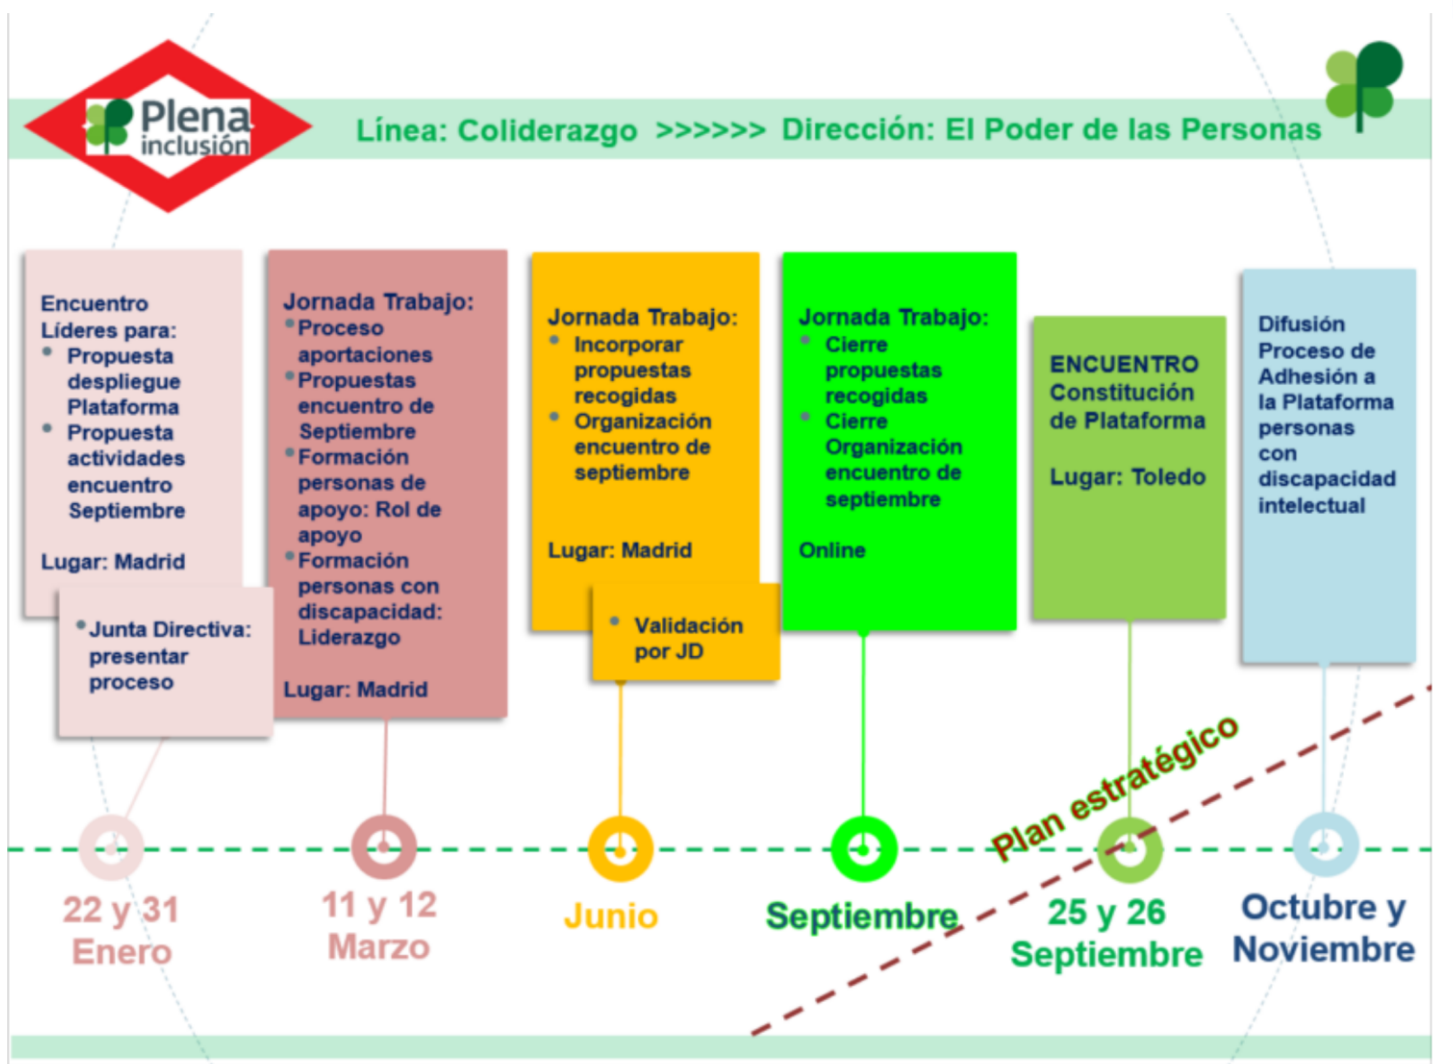 Plena
inclusión
Línea: Coliderazgo >>>>>> Dirección: El Poder de las Personas
Encuentro
Líderes para:
• Propuesta
despliegue
Plataforma
• Propuesta
actividades
encuentro
Septiembre
Lugar: Madrid
• Junta Directiva:
presentar
proceso
Jornada Trabajo:
• Proceso
aportaciones
• Propuestas
encuentro de
Septiembre
• Formación
personas de
apoyo: Rol de
apoyo
• Formación
personas con
discapacidad:
Liderazgo
Lugar: Madrid
Jornada Trabajo:
• Incorporar
propuestas
recogidas
• Organización
encuentro de
septiembre
Lugar: Madrid
• Validación
por JD
Jornada Trabajo:
• Cierre
propuestas
recogidas
• Cierre
Organización
encuentro de
septiembre
Online
ENCUENTRO
Constitución
de Plataforma
Lugar: Toledo
Difusión
Proceso de
Adhesión a
la Plataforma
personas
con
discapacidad
intelectual
Plan estratégico
22 y 31
Enero
11 y 12
Marzo
Junio
Septiembre
25 y 26
Septiembre
Octubre y
Noviembre